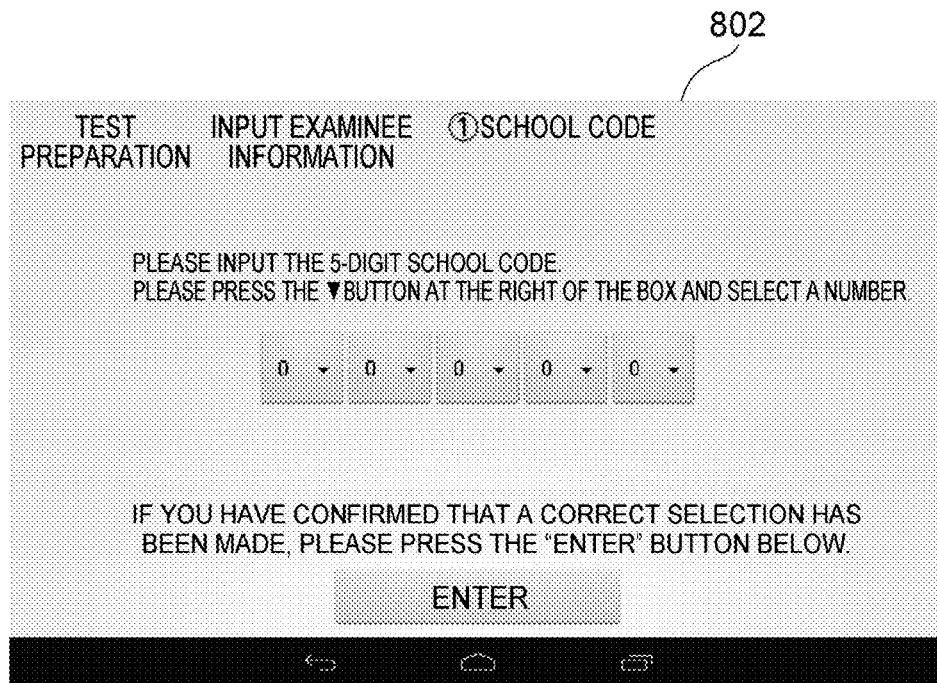 802
TEST PREPARATION INPUT EXAMINEE INFORMATION ①SCHOOL CODE
PLEASE INPUT THE 5-DIGIT SCHOOL CODE.
PLEASE PRESS THE ▼BUTTON AT THE RIGHT OF THE BOX AND SELECT A NUMBER
0 0 0 0 0
IF YOU HAVE CONFIRMED THAT A CORRECT SELECTION HAS
BEEN MADE, PLEASE PRESS THE “ENTER” BUTTON BELOW.
ENTER